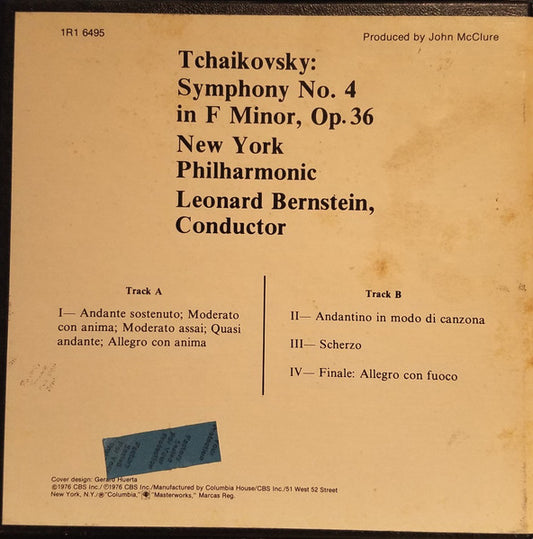 1R1 6495
Produced by John McClure
Tchaikovsky:
Symphony No. 4
in F Minor, Op. 36
New York
Philharmonic
Leonard Bernstein,
Conductor
Track A
I— Andante sostenuto; Moderato
con anima; Moderato assai; Quasi
andante; Allegro con anima
Track B
II— Andantino in modo di canzona
III— Scherzo
IV— Finale: Allegro con fuoco
Cover design: Gerard Huerta
©1976 CBS Inc./℗1976 CBS Inc./Manufactured by Columbia House/CBS Inc./51 West 52 Street
New York, N.Y./®"Columbia," "Masterworks," Marcas Reg.